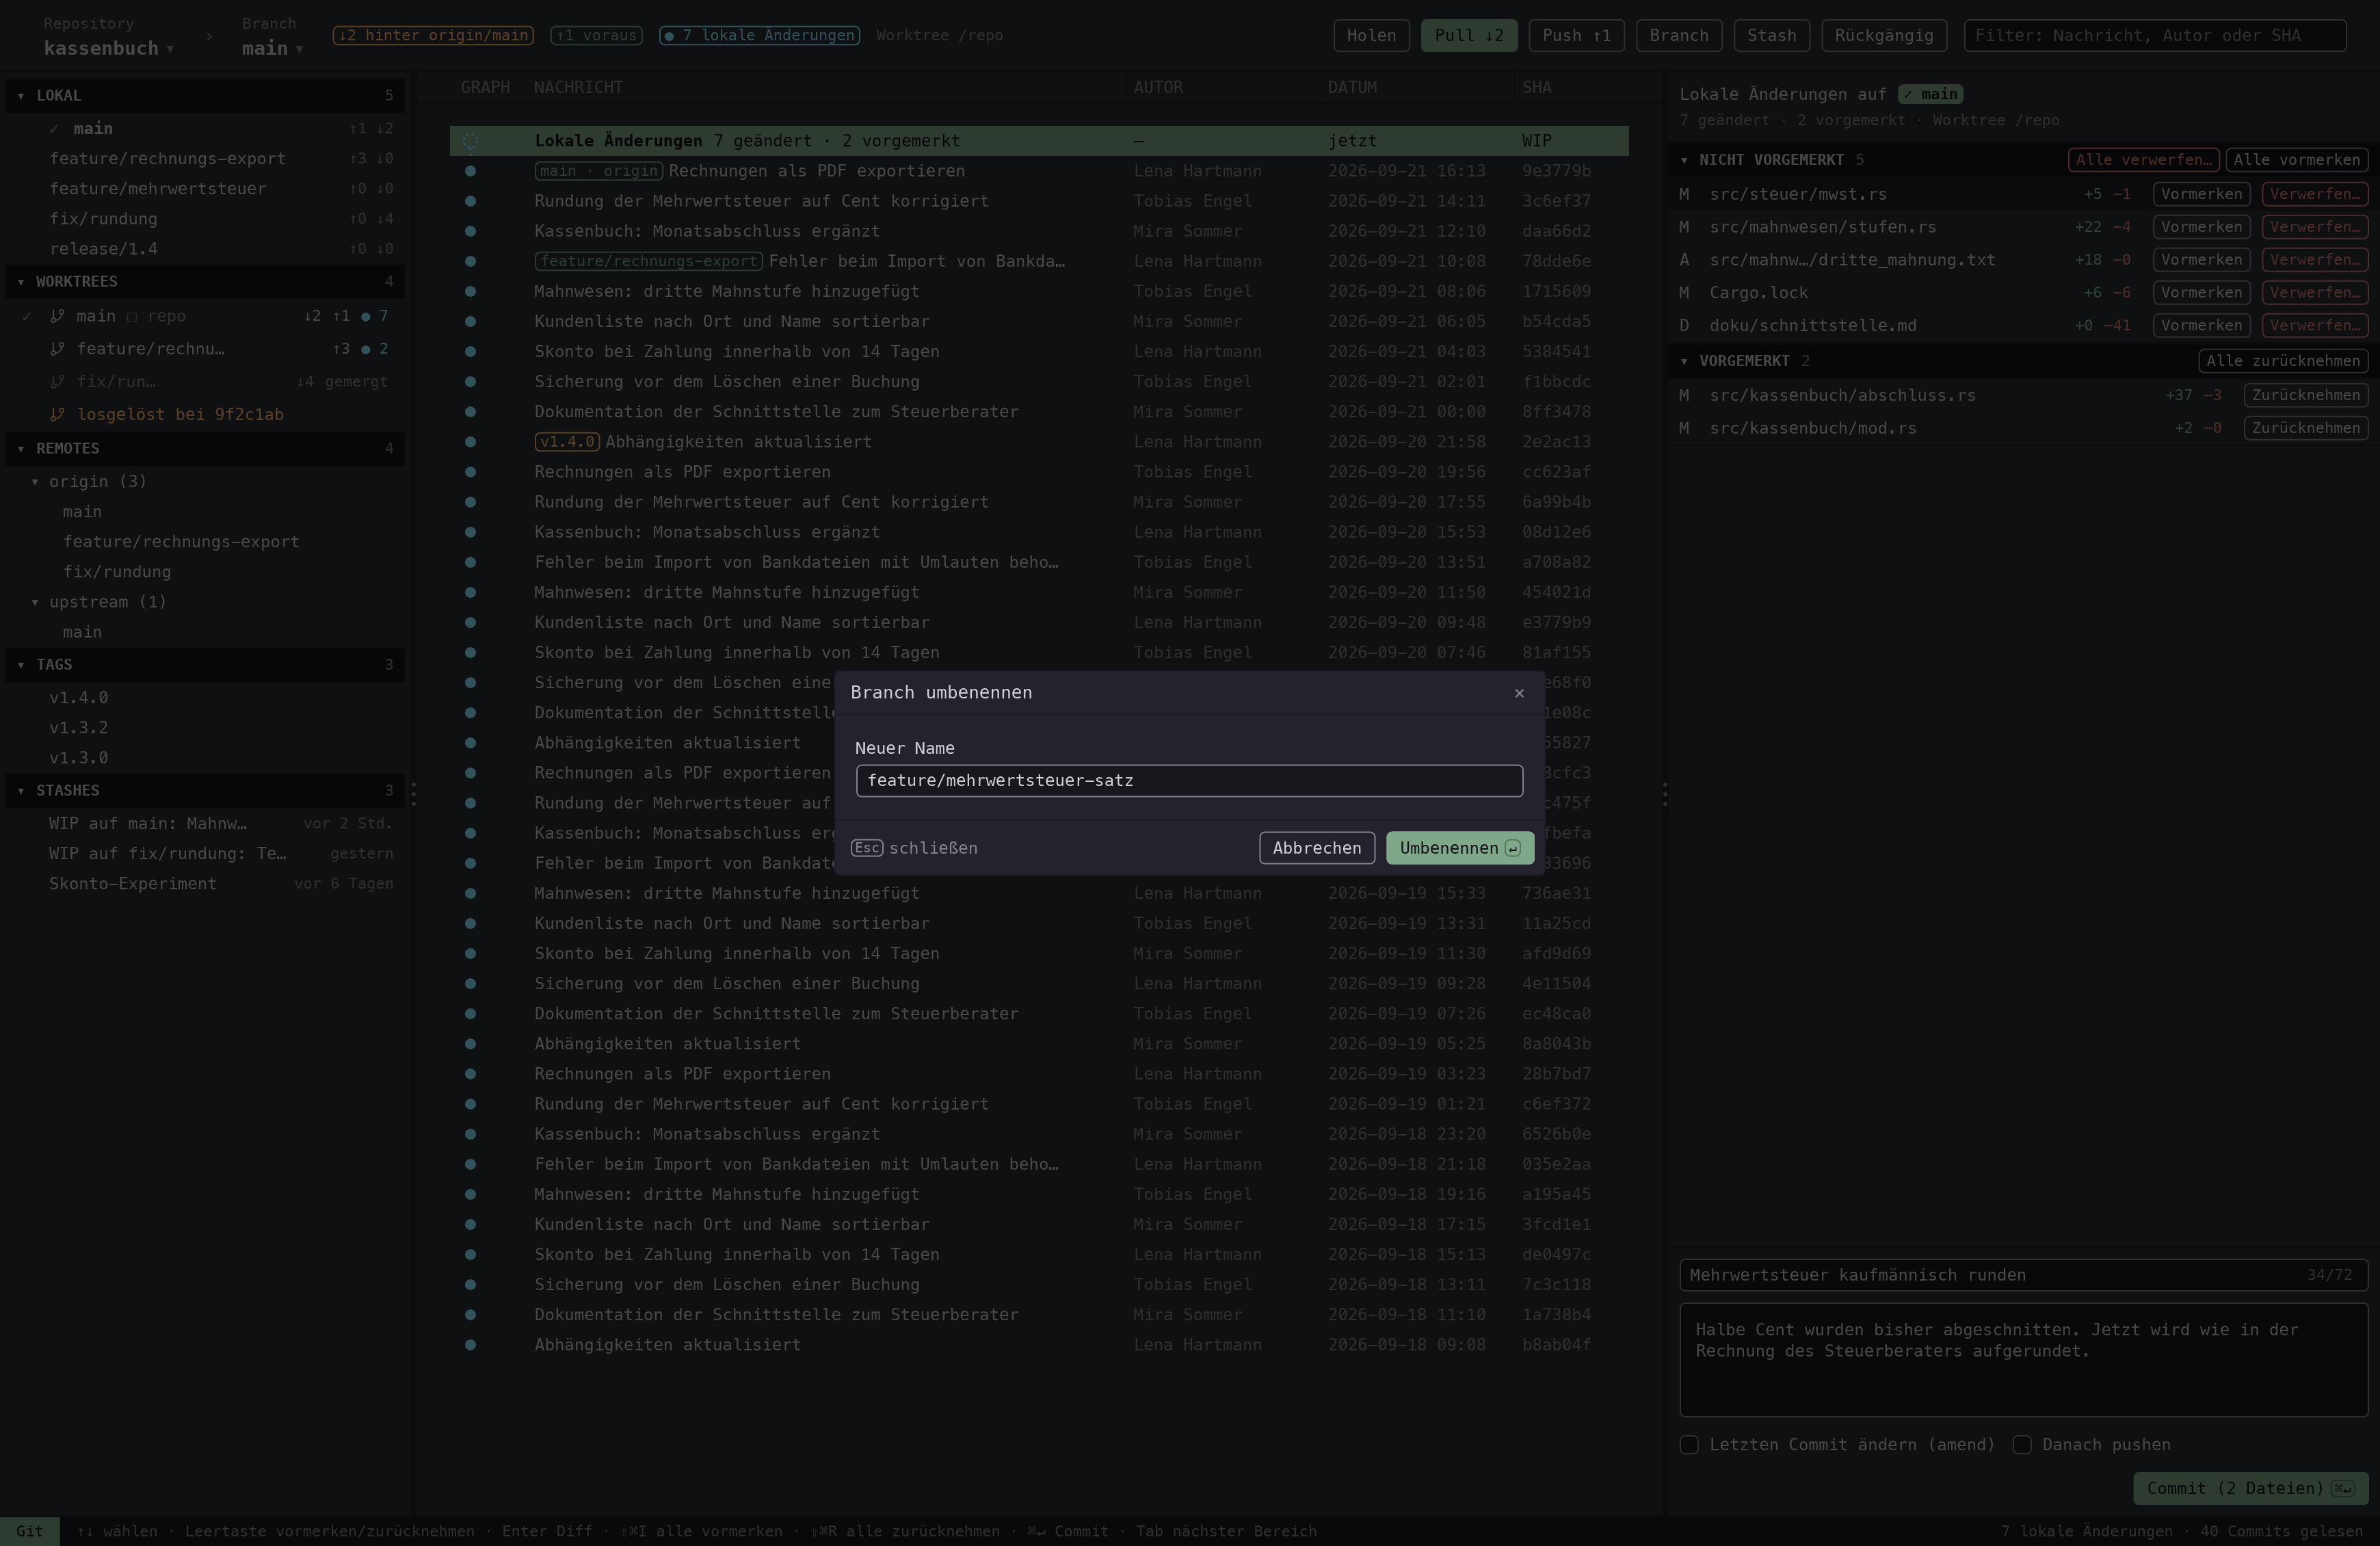 Repository
kassenbuch ▾
›
Branch
main ▾
↓2 hinter origin/main
↑1 voraus
● 7 lokale Änderungen
Worktree /repo
Holen
Pull ↓2
Push ↑1
Branch
Stash
Rückgängig
Filter: Nachricht, Autor oder SHA
▾ LOKAL 5
✓ main ↑1 ↓2
feature/rechnungs-export ↑3 ↓0
feature/mehrwertsteuer ↑0 ↓0
fix/rundung ↑0 ↓4
release/1.4 ↑0 ↓0
▾ WORKTREES 4
✓ main ▢ repo ↓2 ↑1 ● 7
feature/rechnu… ↑3 ● 2
fix/run… ↓4 gemergt
losgelöst bei 9f2c1ab
▾ REMOTES 4
▾ origin (3)
main
feature/rechnungs-export
fix/rundung
▾ upstream (1)
main
▾ TAGS 3
v1.4.0
v1.3.2
v1.3.0
▾ STASHES 3
WIP auf main: Mahnw… vor 2 Std.
WIP auf fix/rundung: Te… gestern
Skonto-Experiment vor 6 Tagen
GRAPH NACHRICHT AUTOR DATUM SHA
Lokale Änderungen 7 geändert · 2 vorgemerkt — jetzt WIP
main · origin Rechnungen als PDF exportieren Lena Hartmann 2026-09-21 16:13 9e3779b
Rundung der Mehrwertsteuer auf Cent korrigiert Tobias Engel 2026-09-21 14:11 3c6ef37
Kassenbuch: Monatsabschluss ergänzt Mira Sommer 2026-09-21 12:10 daa66d2
feature/rechnungs-export Fehler beim Import von Bankda… Lena Hartmann 2026-09-21 10:08 78dde6e
Mahnwesen: dritte Mahnstufe hinzugefügt Tobias Engel 2026-09-21 08:06 1715609
Kundenliste nach Ort und Name sortierbar Mira Sommer 2026-09-21 06:05 b54cda5
Skonto bei Zahlung innerhalb von 14 Tagen Lena Hartmann 2026-09-21 04:03 5384541
Sicherung vor dem Löschen einer Buchung Tobias Engel 2026-09-21 02:01 f1bbcdc
Dokumentation der Schnittstelle zum Steuerberater Mira Sommer 2026-09-21 00:00 8ff3478
v1.4.0 Abhängigkeiten aktualisiert Lena Hartmann 2026-09-20 21:58 2e2ac13
Rechnungen als PDF exportieren Tobias Engel 2026-09-20 19:56 cc623af
Rundung der Mehrwertsteuer auf Cent korrigiert Mira Sommer 2026-09-20 17:55 6a99b4b
Kassenbuch: Monatsabschluss ergänzt Lena Hartmann 2026-09-20 15:53 08d12e6
Fehler beim Import von Bankdateien mit Umlauten beho… Tobias Engel 2026-09-20 13:51 a708a82
Mahnwesen: dritte Mahnstufe hinzugefügt Mira Sommer 2026-09-20 11:50 454021d
Kundenliste nach Ort und Name sortierbar Lena Hartmann 2026-09-20 09:48 e3779b9
Skonto bei Zahlung innerhalb von 14 Tagen Tobias Engel 2026-09-20 07:46 81af155
Sicherung vor dem Löschen eine e68f0
Dokumentation der Schnittstelle 1e08c
Abhängigkeiten aktualisiert 55827
Rechnungen als PDF exportieren 3cfc3
Rundung der Mehrwertsteuer auf c475f
Kassenbuch: Monatsabschluss erg fbefa
Fehler beim Import von Bankdate 33696
Mahnwesen: dritte Mahnstufe hinzugefügt Lena Hartmann 2026-09-19 15:33 736ae31
Kundenliste nach Ort und Name sortierbar Tobias Engel 2026-09-19 13:31 11a25cd
Skonto bei Zahlung innerhalb von 14 Tagen Mira Sommer 2026-09-19 11:30 afd9d69
Sicherung vor dem Löschen einer Buchung Lena Hartmann 2026-09-19 09:28 4e11504
Dokumentation der Schnittstelle zum Steuerberater Tobias Engel 2026-09-19 07:26 ec48ca0
Abhängigkeiten aktualisiert Mira Sommer 2026-09-19 05:25 8a8043b
Rechnungen als PDF exportieren Lena Hartmann 2026-09-19 03:23 28b7bd7
Rundung der Mehrwertsteuer auf Cent korrigiert Tobias Engel 2026-09-19 01:21 c6ef372
Kassenbuch: Monatsabschluss ergänzt Mira Sommer 2026-09-18 23:20 6526b0e
Fehler beim Import von Bankdateien mit Umlauten beho… Lena Hartmann 2026-09-18 21:18 035e2aa
Mahnwesen: dritte Mahnstufe hinzugefügt Tobias Engel 2026-09-18 19:16 a195a45
Kundenliste nach Ort und Name sortierbar Mira Sommer 2026-09-18 17:15 3fcd1e1
Skonto bei Zahlung innerhalb von 14 Tagen Lena Hartmann 2026-09-18 15:13 de0497c
Sicherung vor dem Löschen einer Buchung Tobias Engel 2026-09-18 13:11 7c3c118
Dokumentation der Schnittstelle zum Steuerberater Mira Sommer 2026-09-18 11:10 1a738b4
Abhängigkeiten aktualisiert Lena Hartmann 2026-09-18 09:08 b8ab04f
Branch umbenennen ×
Neuer Name
feature/mehrwertsteuer-satz
Esc schließen
Abbrechen
Umbenennen ↵
Lokale Änderungen auf ✓ main
7 geändert · 2 vorgemerkt · Worktree /repo
▾ NICHT VORGEMERKT 5 Alle verwerfen… Alle vormerken
M src/steuer/mwst.rs +5 −1 Vormerken Verwerfen…
M src/mahnwesen/stufen.rs +22 −4 Vormerken Verwerfen…
A src/mahnw…/dritte_mahnung.txt +18 −0 Vormerken Verwerfen…
M Cargo.lock +6 −6 Vormerken Verwerfen…
D doku/schnittstelle.md +0 −41 Vormerken Verwerfen…
▾ VORGEMERKT 2 Alle zurücknehmen
M src/kassenbuch/abschluss.rs +37 −3 Zurücknehmen
M src/kassenbuch/mod.rs +2 −0 Zurücknehmen
Mehrwertsteuer kaufmännisch runden 34/72
Halbe Cent wurden bisher abgeschnitten. Jetzt wird wie in der
Rechnung des Steuerberaters aufgerundet.
Letzten Commit ändern (amend)
Danach pushen
Commit (2 Dateien) ⌘↵
Git ↑↓ wählen · Leertaste vormerken/zurücknehmen · Enter Diff · ⇧⌘I alle vormerken · ⇧⌘R alle zurücknehmen · ⌘↵ Commit · Tab nächster Bereich
7 lokale Änderungen · 40 Commits gelesen